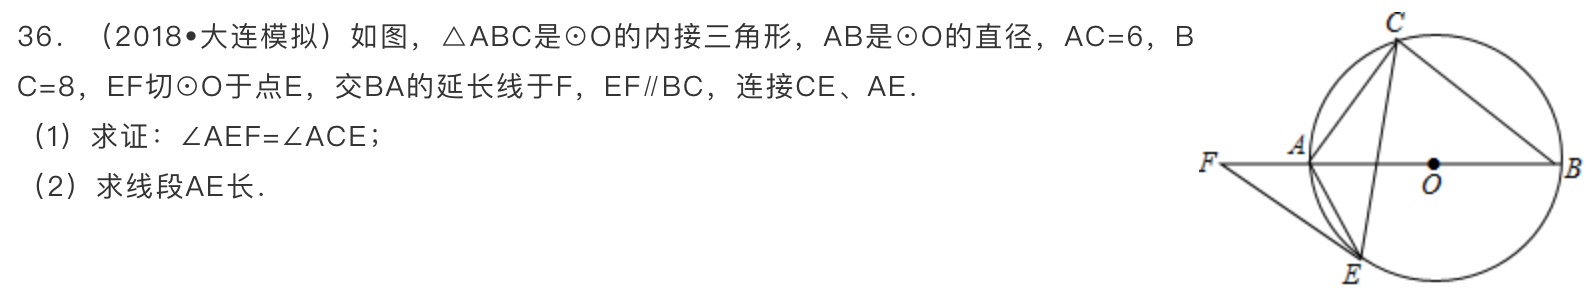 36．（2018•大连模拟）如图，△ABC是⊙O的内接三角形，AB是⊙O的直径，AC=6，B
C=8，EF切⊙O于点E，交BA的延长线于F，EF∥BC，连接CE、AE．
（1）求证：∠AEF=∠ACE；
（2）求线段AE长．
C
A
F
B
O
E